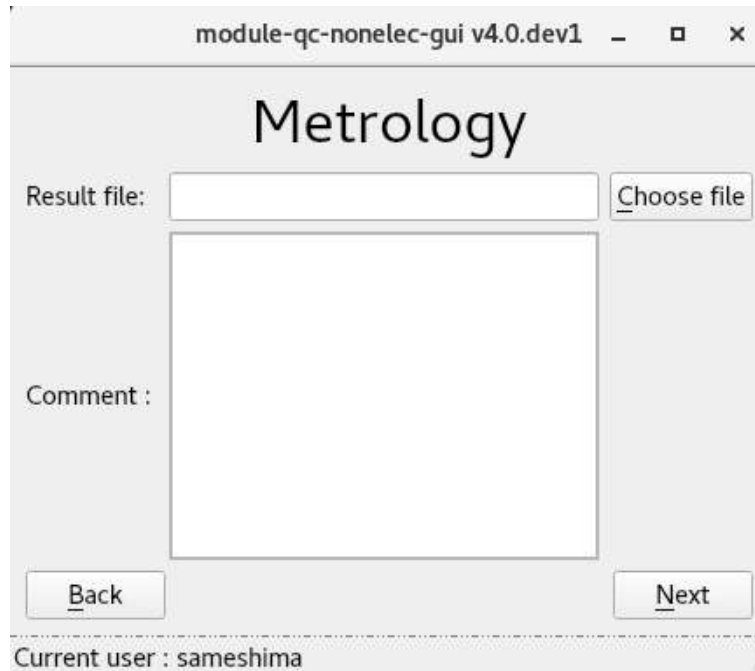 module-qc-nonelec-gui v4.0.dev1
Metrology
Result file: Choose file
Comment :
Back Next
Current user : sameshima